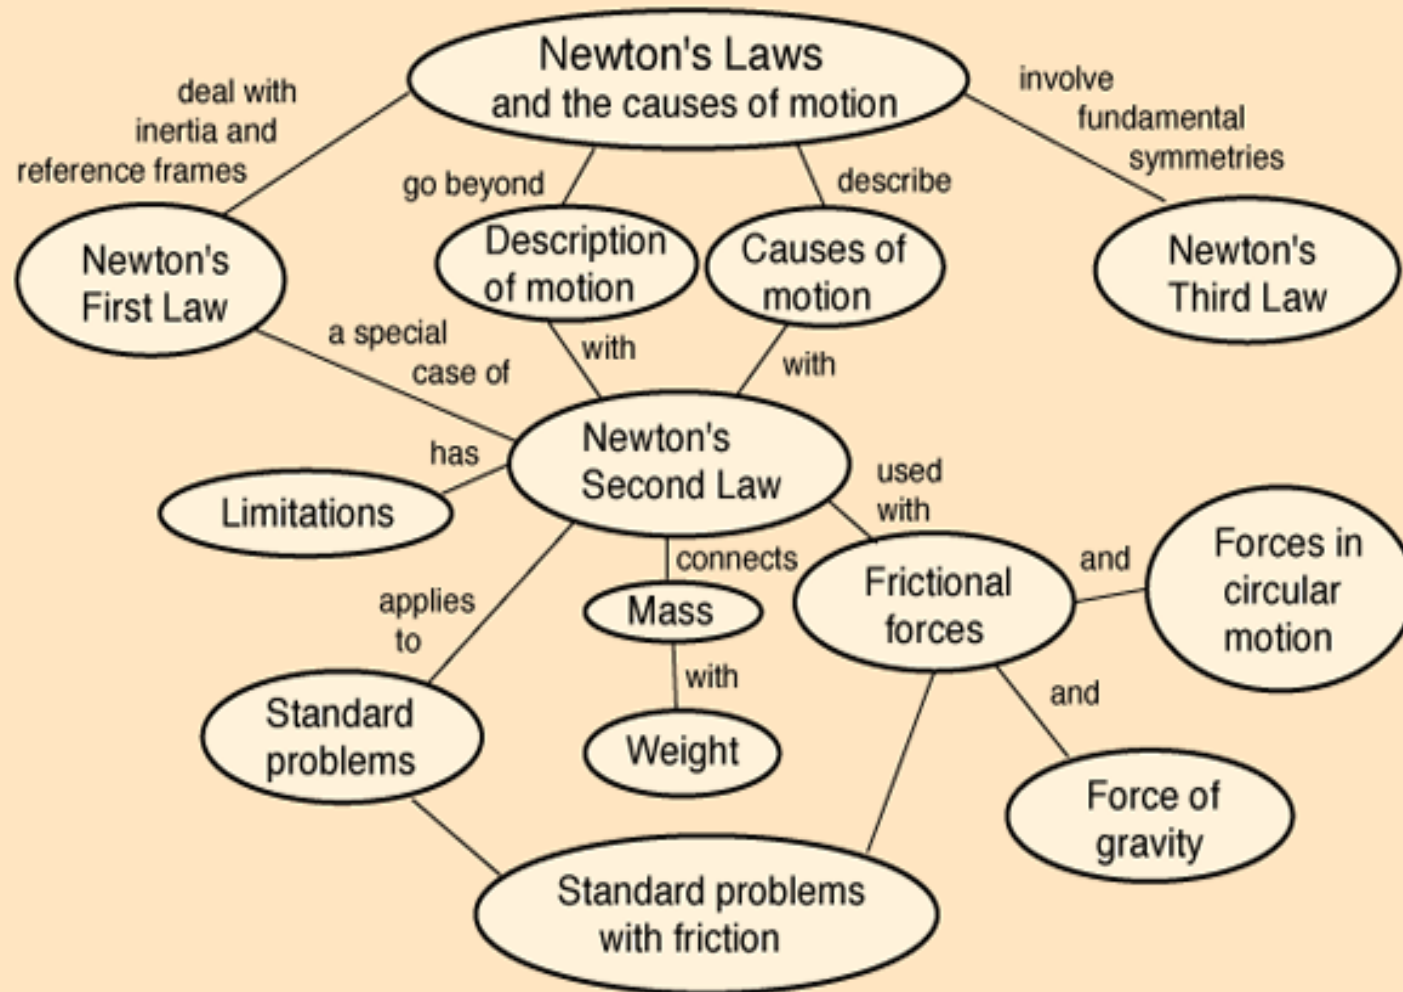 Newton's Laws
and the causes of motion
deal with
inertia and
reference frames
involve
fundamental
symmetries
go beyond
describe
Newton's
First Law
Description
of motion
Causes of
motion
Newton's
Third Law
a special
case of
with
with
has
Newton's
Second Law
used
with
Limitations
connects
and
Forces in
circular
motion
Frictional
forces
applies
to
Mass
with
and
Standard
problems
Weight
Force of
gravity
Standard problems
with friction